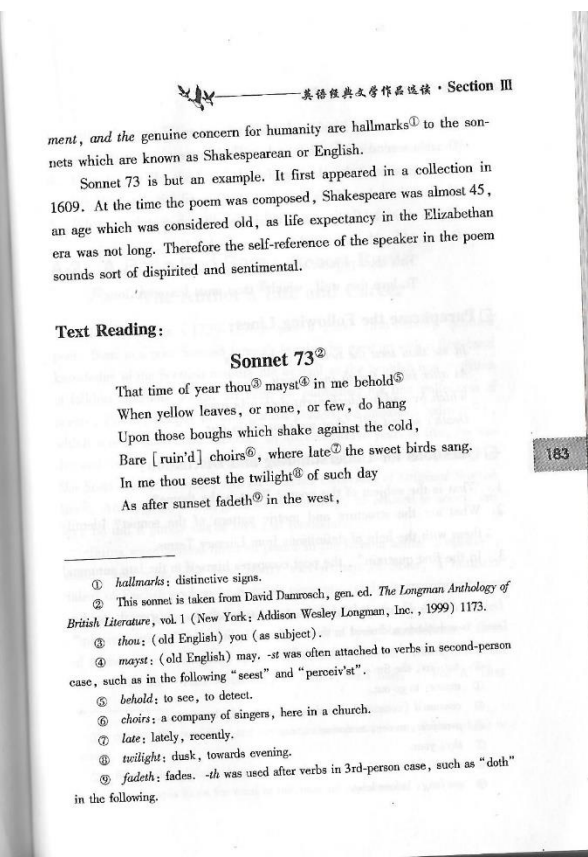 英语经典文学作品选读·Section Ⅲ
ment, and the genuine concern for humanity are hallmarks① to the son-
nets which are known as Shakespearean or English.
Sonnet 73 is but an example. It first appeared in a collection in
1609. At the time the poem was composed, Shakespeare was almost 45,
an age which was considered old, as life expectancy in the Elizabethan
era was not long. Therefore the self-reference of the speaker in the poem
sounds sort of dispirited and sentimental.
Text Reading:
Sonnet 73②
That time of year thou③ mayst④ in me behold⑤
When yellow leaves, or none, or few, do hang
Upon those boughs which shake against the cold,
Bare [ruin'd] choirs⑥, where late⑦ the sweet birds sang.
In me thou seest the twilight⑧ of such day
As after sunset fadeth⑨ in the west,
183
① hallmarks: distinctive signs.
② This sonnet is taken from David Damrosch, gen. ed. The Longman Anthology of
British Literature, vol. 1 (New York: Addison Wesley Longman, Inc., 1999) 1173.
③ thou: (old English) you (as subject).
④ mayst: (old English) may. -st was often attached to verbs in second-person
case, such as in the following “seest” and “perceiv'st”.
⑤ behold: to see, to detect.
⑥ choirs: a company of singers, here in a church.
⑦ late: lately, recently.
⑧ twilight: dusk, towards evening.
⑨ fadeth: fades. -th was used after verbs in 3rd-person case, such as “doth”
in the following.